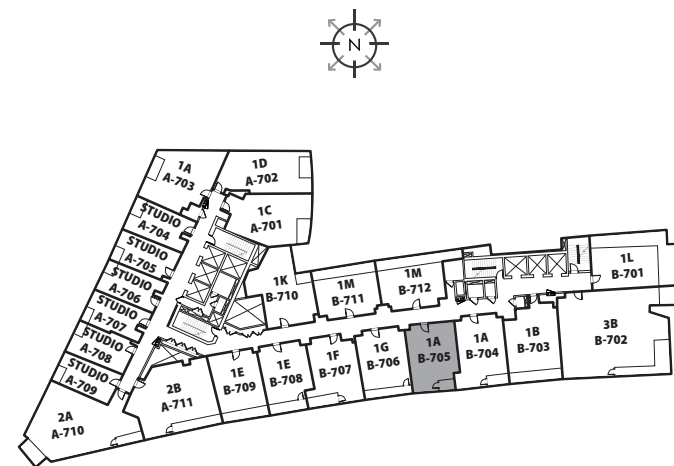 N
1D
A-702
1A
A-703
1C
A-701
STUDIO
A-704
STUDIO
A-705
STUDIO
A-706
STUDIO
A-707
STUDIO
A-708
STUDIO
A-709
2A
A-710
2B
A-711
1K
B-710
1M
B-711
1M
B-712
1L
B-701
1E
B-709
1E
B-708
1F
B-707
1G
B-706
1A
B-705
1A
B-704
1B
B-703
3B
B-702